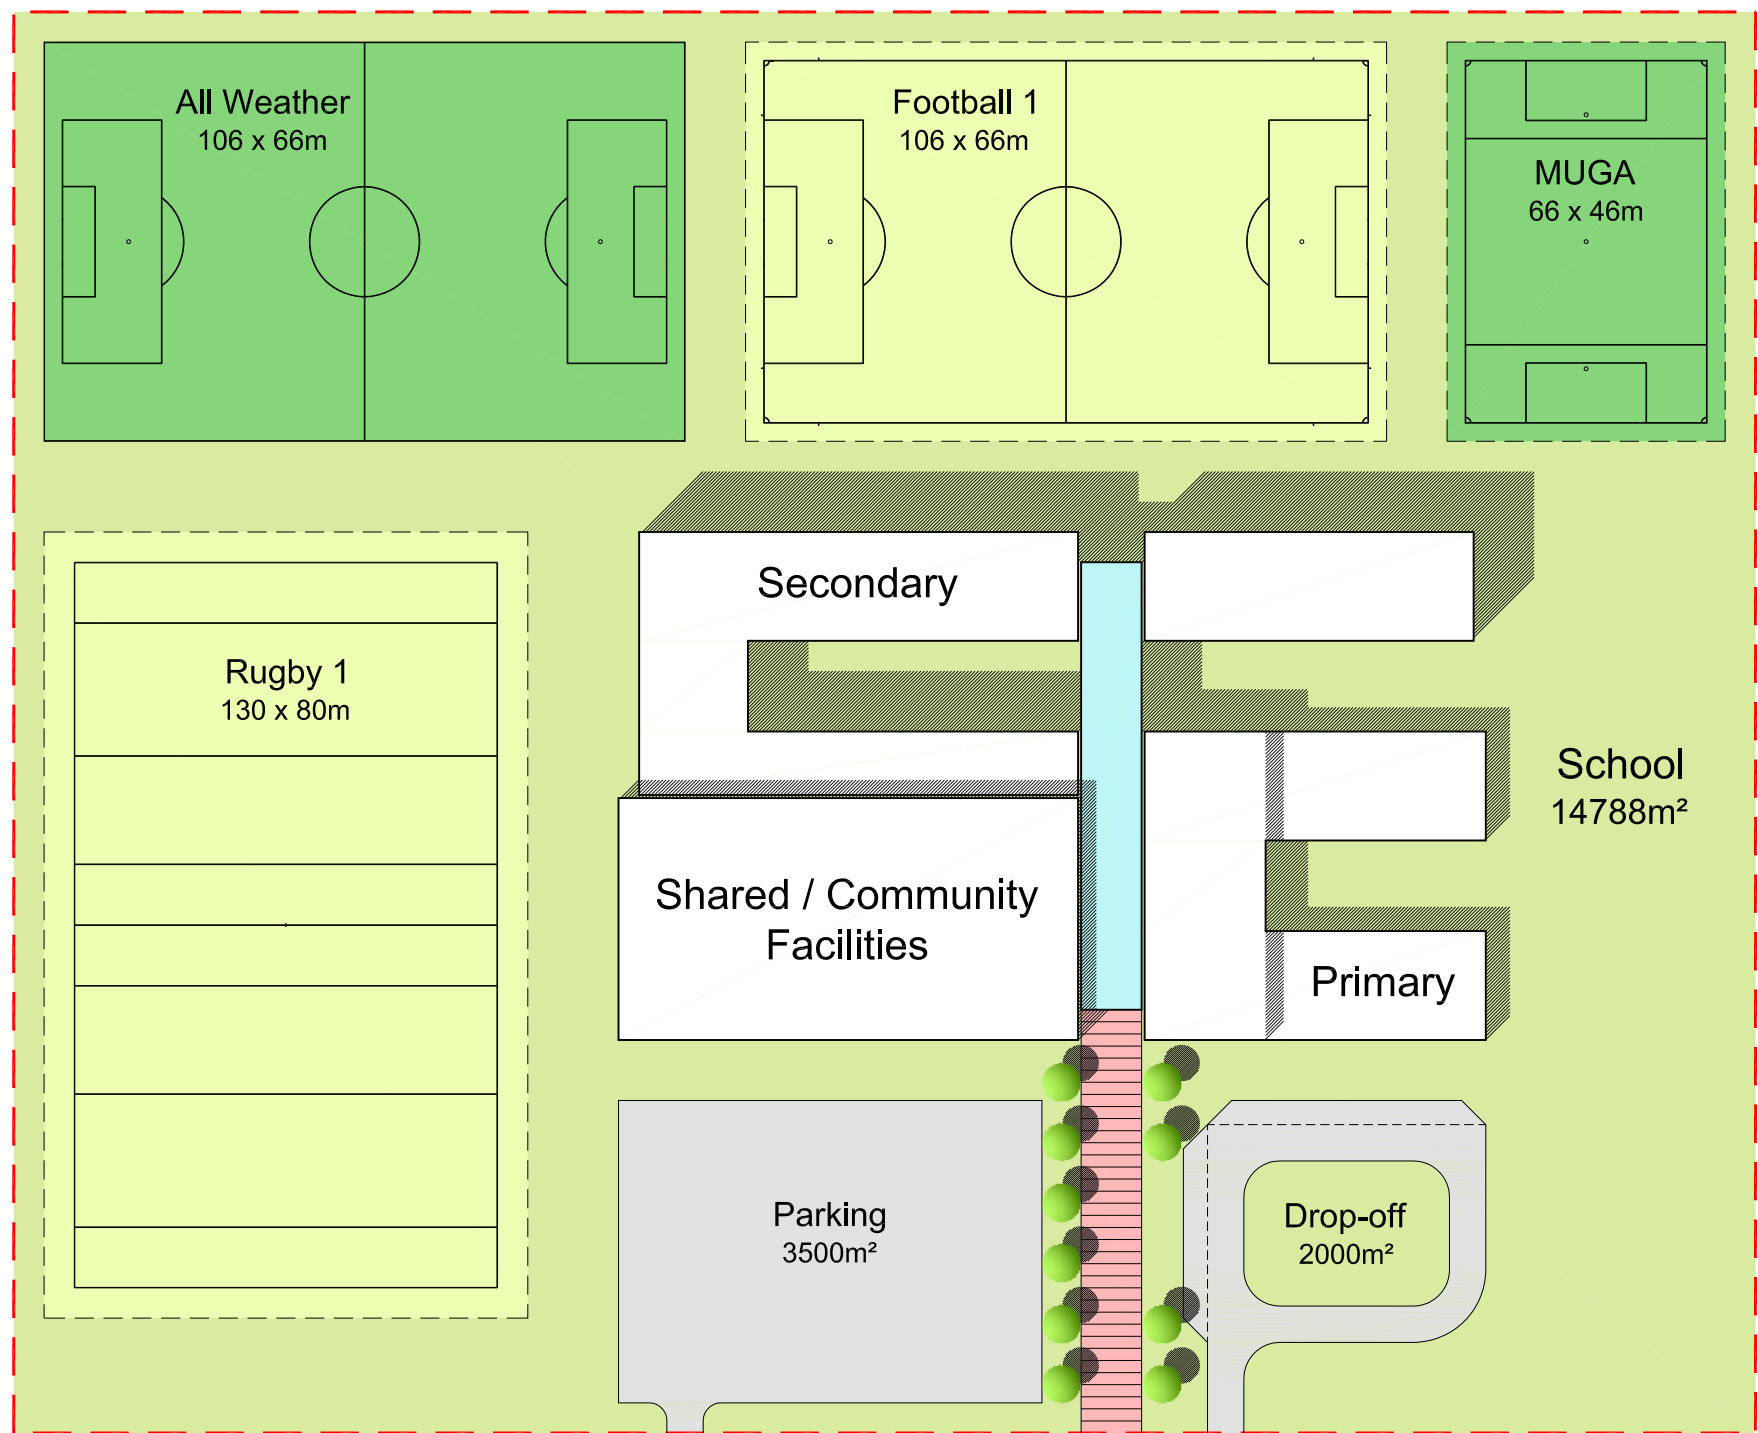 All Weather
106 x 66m
Football 1
106 x 66m
MUGA
66 x 46m
Secondary
Rugby 1
130 x 80m
School
14788m²
Shared / Community
Facilities
Primary
Parking
3500m²
Drop-off
2000m²